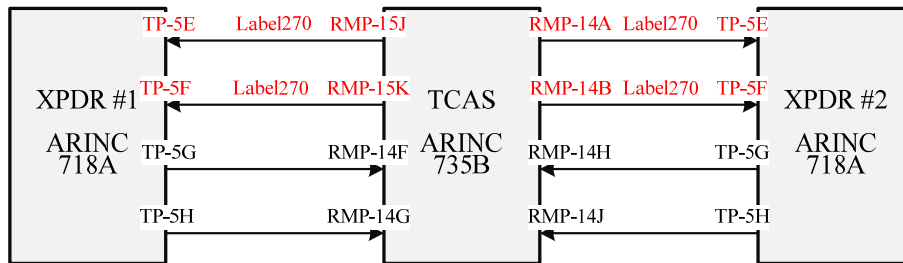 TP-5E Label270 RMP-15J RMP-14A Label270 TP-5E
TP-5F Label270 RMP-15K RMP-14B Label270 TP-5F
XPDR #1 TCAS XPDR #2
ARINC ARINC ARINC
718A 735B 718A
TP-5G RMP-14F RMP-14H TP-5G
TP-5H RMP-14G RMP-14J TP-5H